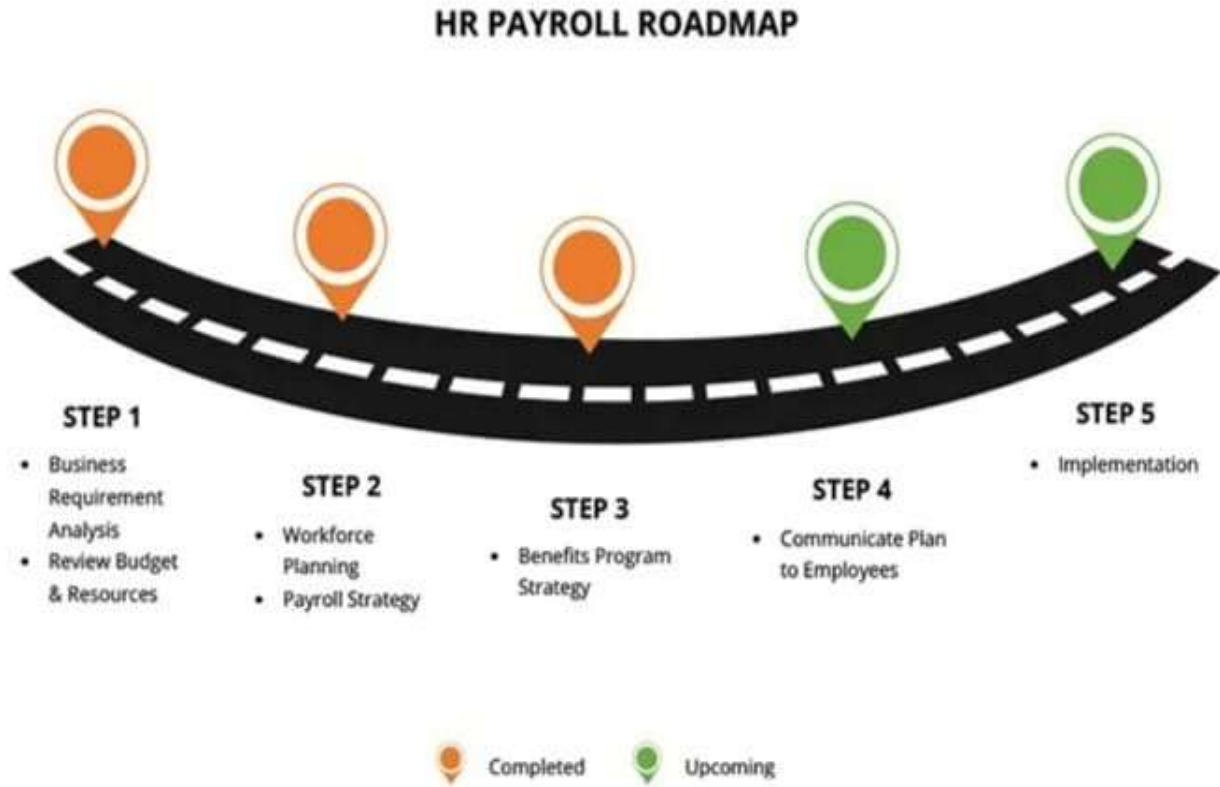 HR PAYROLL ROADMAP
STEP 1
• Business
Requirement
Analysis
• Review Budget
& Resources
STEP 2
• Workforce
Planning
• Payroll Strategy
STEP 3
• Benefits Program
Strategy
STEP 4
• Communicate Plan
to Employees
STEP 5
• Implementation
Completed
Upcoming